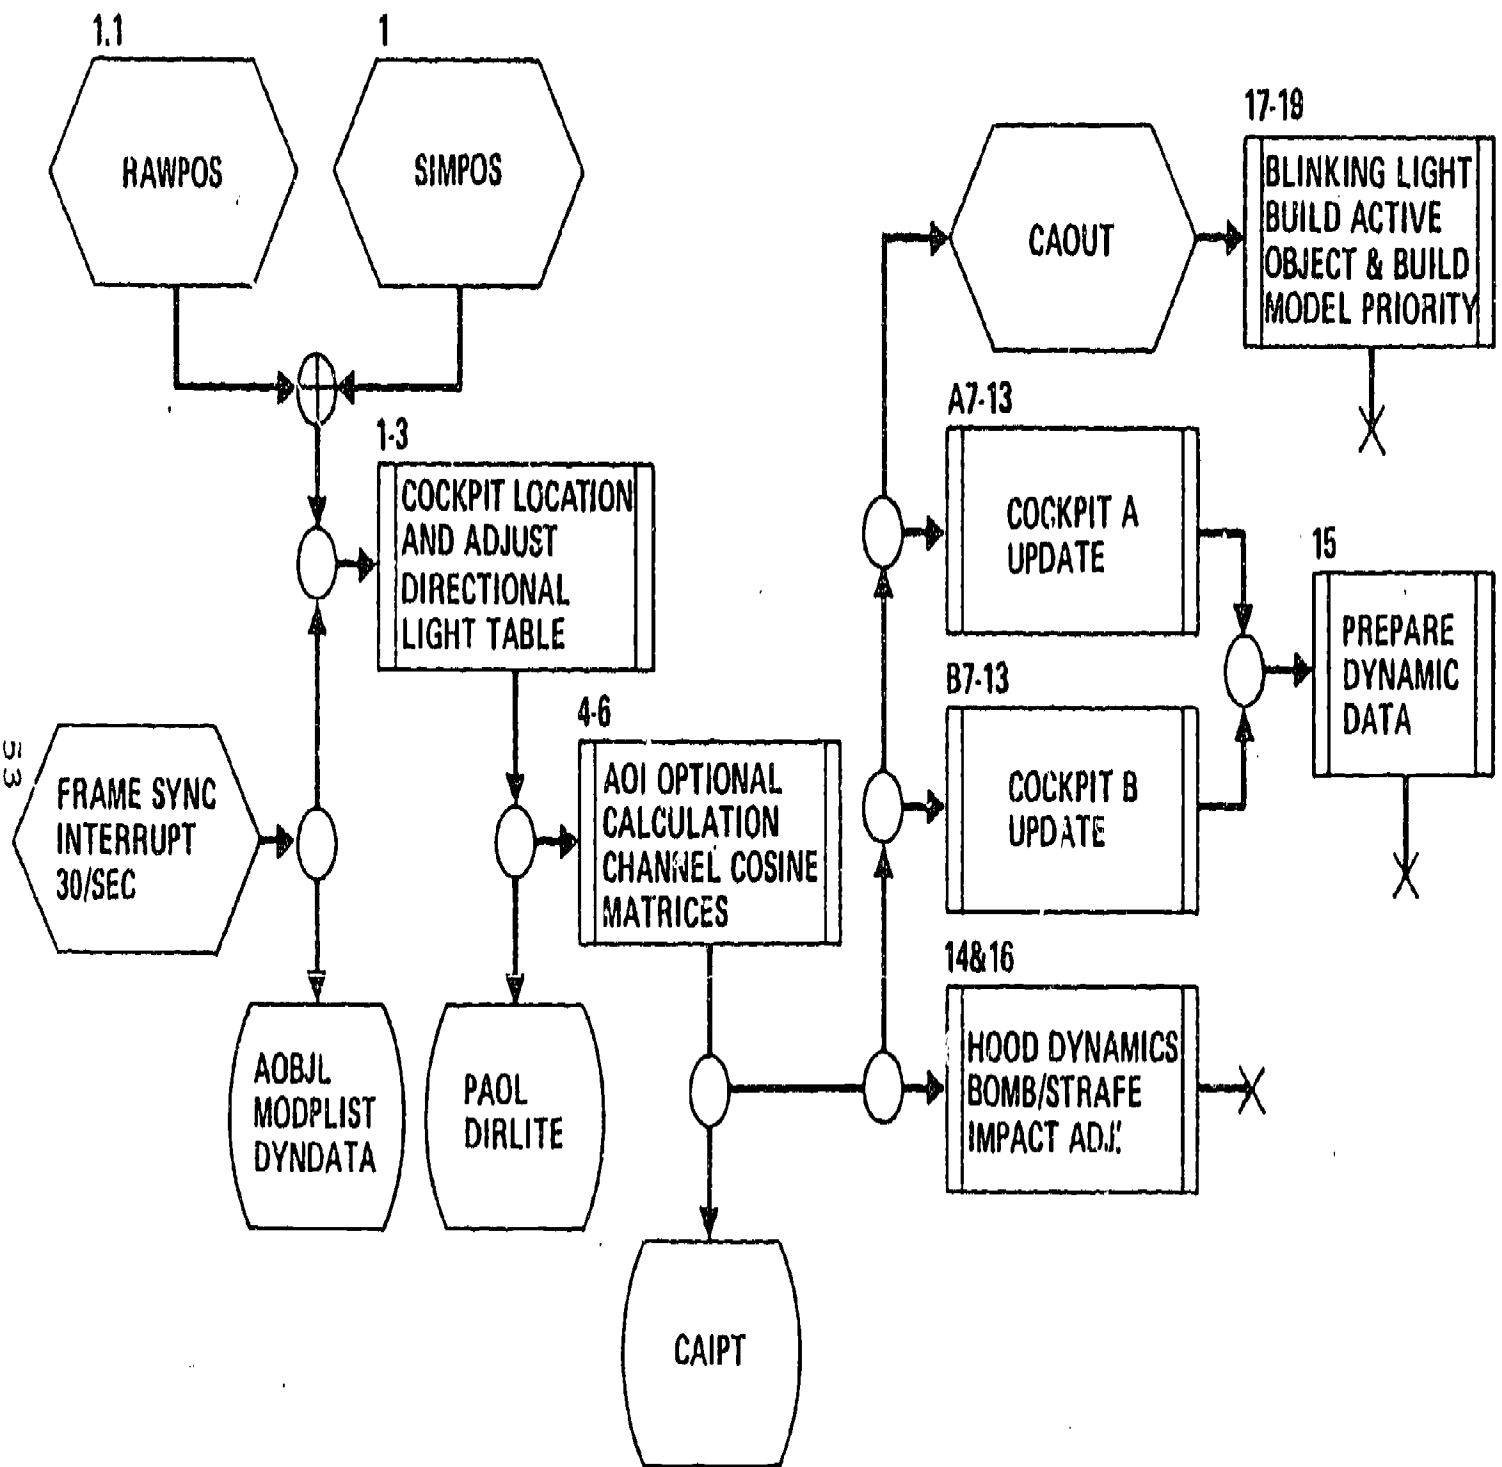 1.1
RAWPOS
1
SIMPOS
1-3
COCKPIT LOCATION
AND ADJUST
DIRECTIONAL
LIGHT TABLE
53
FRAME SYNC
INTERRUPT
30/SEC
AOBJL
MODPLIST
DYNDATA
PAOL
DIRLITE
4-6
AOI OPTIONAL
CALCULATION
CHANNEL COSINE
MATRICES
CAIPT
CAOUT
17-19
BLINKING LIGHT
BUILD ACTIVE
OBJECT & BUILD
MODEL PRIORITY
A7-13
COCKPIT A
UPDATE
B7-13
COCKPIT B
UPDATE
15
PREPARE
DYNAMIC
DATA
14&16
HOOD DYNAMICS
BOMB/STRAFE
IMPACT ADJ.